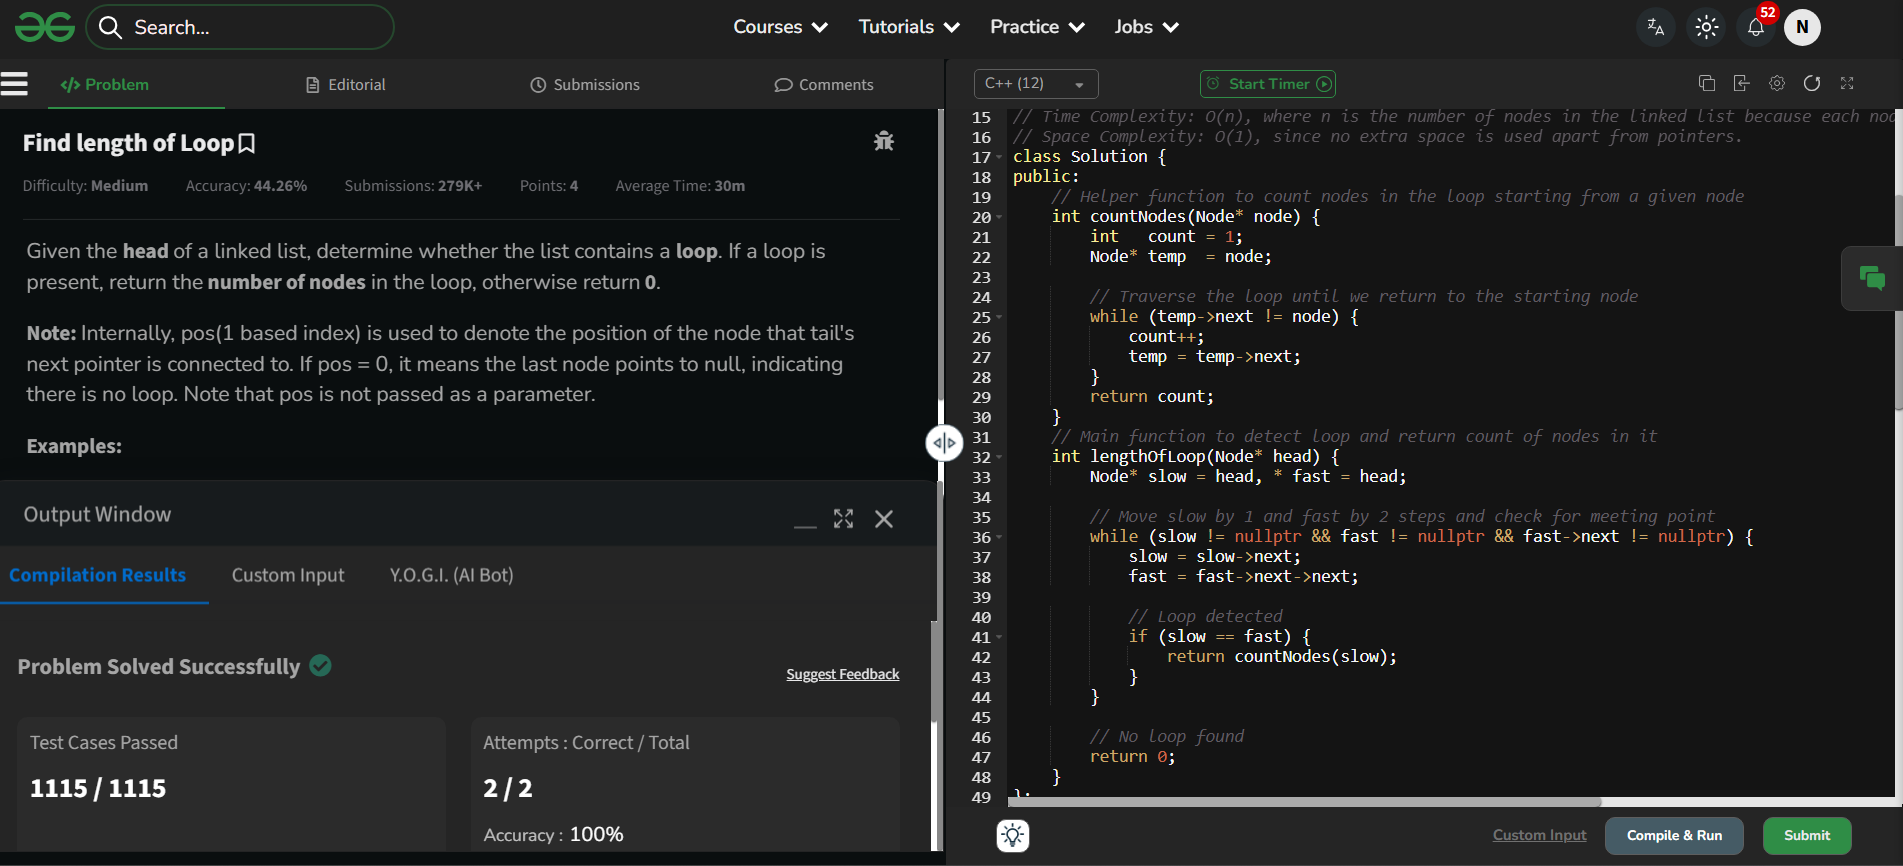 Search...
Courses
Tutorials
Practice
Jobs
52
N
Problem
Editorial
Submissions
Comments
C++ (12)
Start Timer
Find length of Loop
Difficulty: Medium Accuracy: 44.26% Submissions: 279K+ Points: 4 Average Time: 30m
Given the head of a linked list, determine whether the list contains a loop. If a loop is
present, return the number of nodes in the loop, otherwise return 0.
Note: Internally, pos(1 based index) is used to denote the position of the node that tail's
next pointer is connected to. If pos = 0, it means the last node points to null, indicating
there is no loop. Note that pos is not passed as a parameter.
Examples:
Output Window
Compilation Results Custom Input Y.O.G.I. (AI Bot)
Problem Solved Successfully
Suggest Feedback
Test Cases Passed
1115 / 1115
Attempts : Correct / Total
2 / 2
Accuracy : 100%
15 // Time Complexity: O(n), where n is the number of nodes in the linked list because each
16 // Space Complexity: O(1), since no extra space is used apart from pointers.
17 class Solution {
18 public:
19     // Helper function to count nodes in the loop starting from a given node
20     int countNodes(Node* node) {
21         int   count = 1;
22         Node* temp  = node;
23
24         // Traverse the loop until we return to the starting node
25         while (temp->next != node) {
26             count++;
27             temp = temp->next;
28         }
29         return count;
30     }
31     // Main function to detect loop and return count of nodes in it
32     int lengthOfLoop(Node* head) {
33         Node* slow = head, * fast = head;
34
35         // Move slow by 1 and fast by 2 steps and check for meeting point
36         while (slow != nullptr && fast != nullptr && fast->next != nullptr) {
37             slow = slow->next;
38             fast = fast->next->next;
39
40             // Loop detected
41             if (slow == fast) {
42                 return countNodes(slow);
43             }
44         }
45
46         // No loop found
47         return 0;
48     }
49 };
Custom Input
Compile & Run
Submit